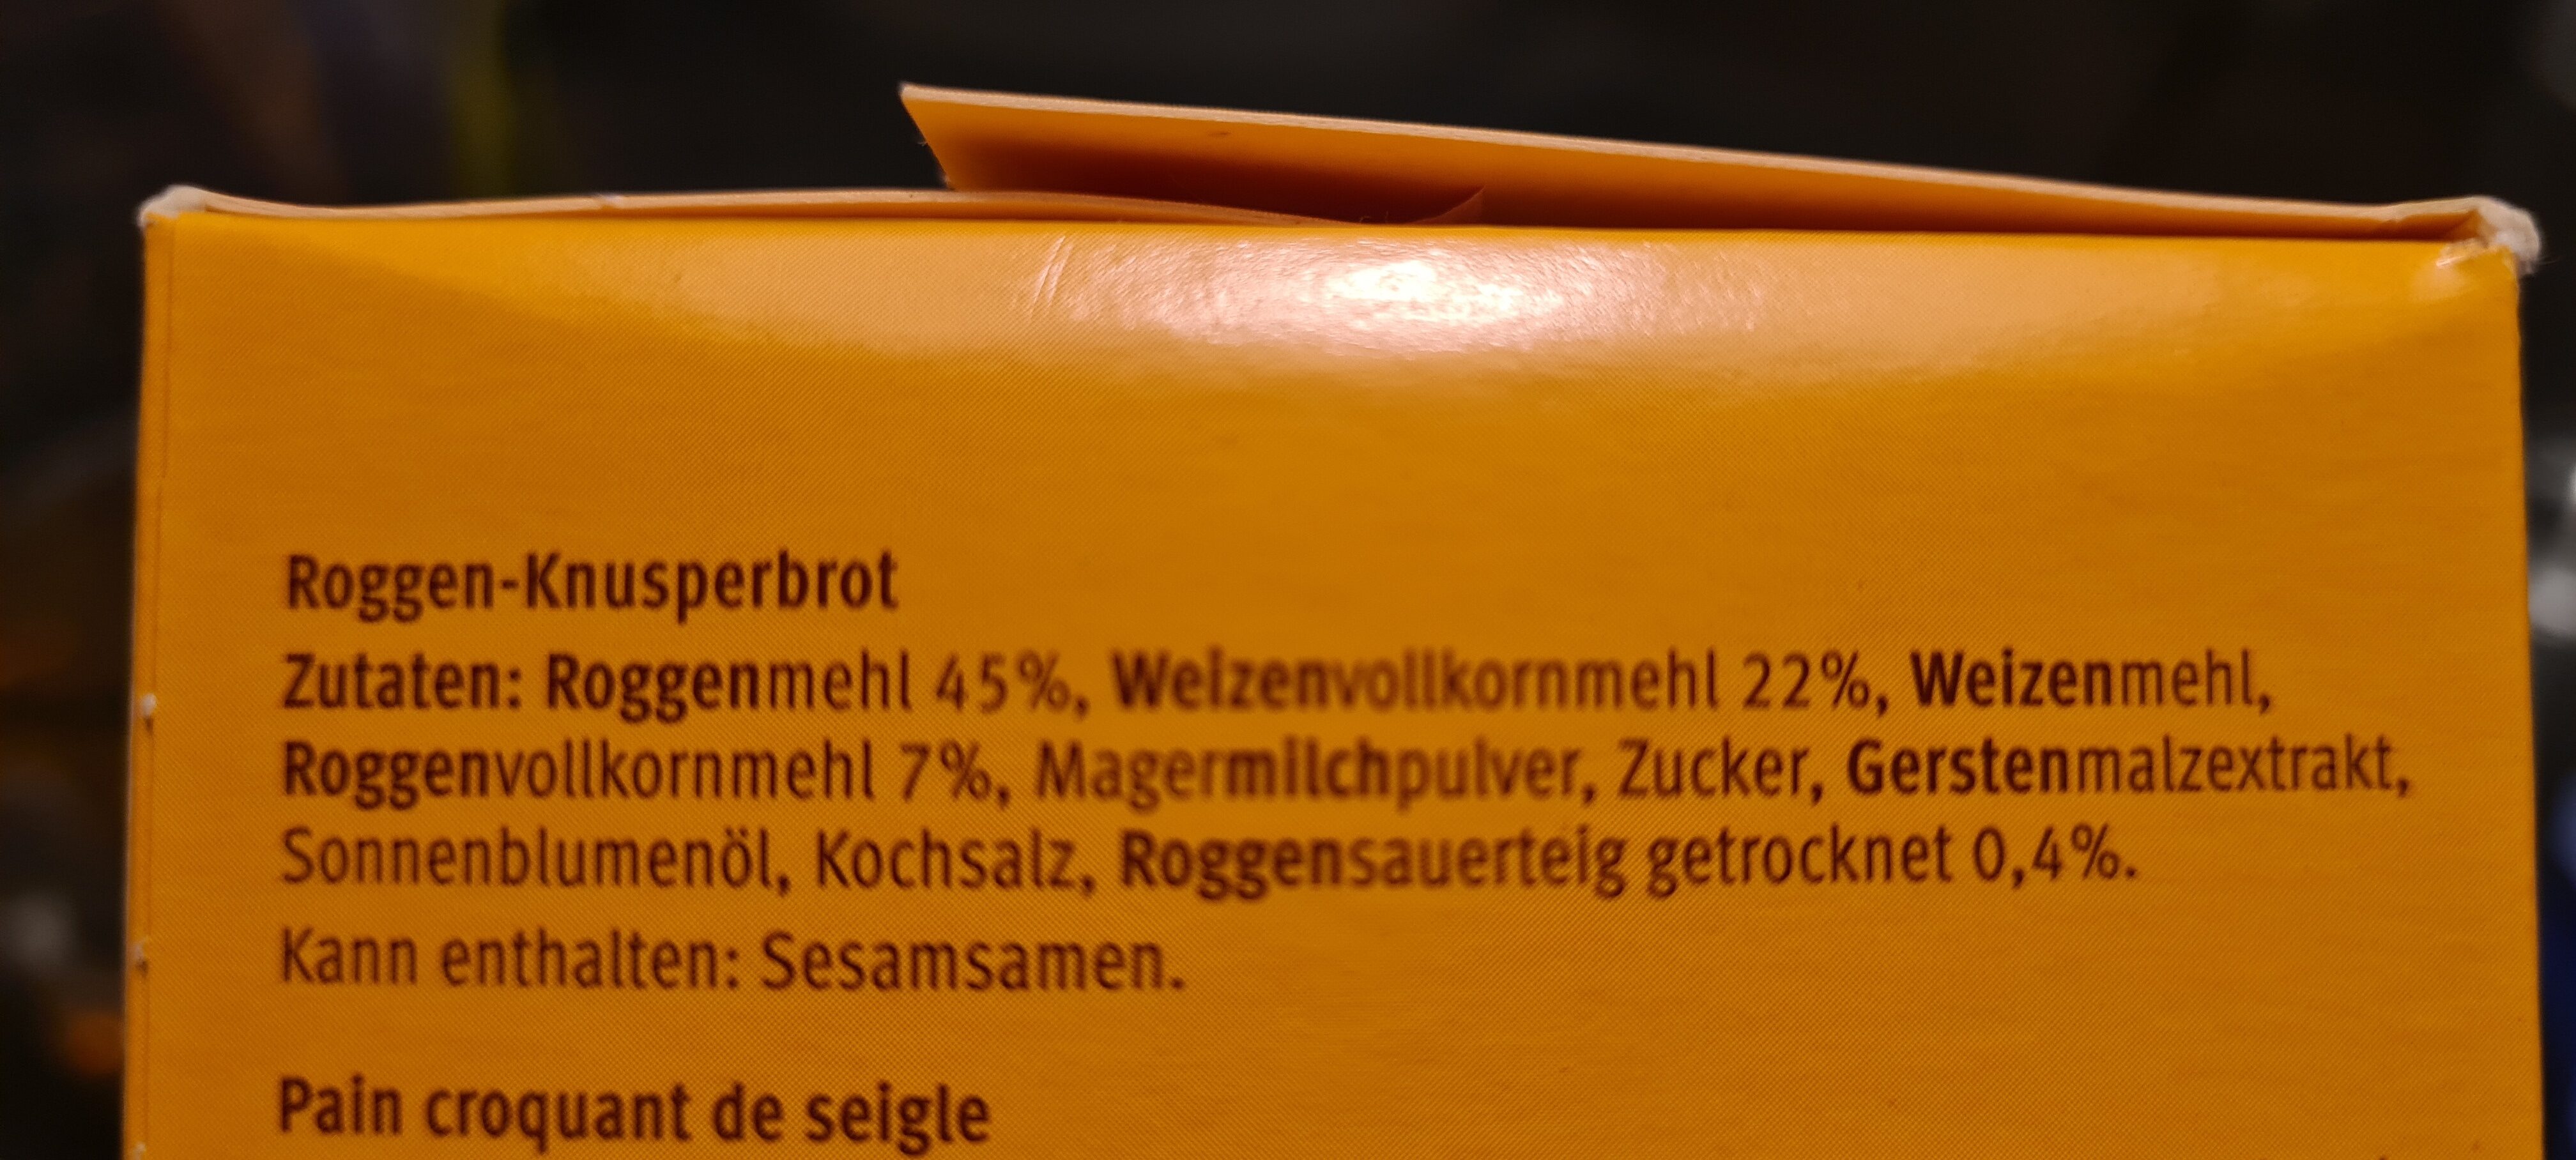 Roggen-Knusperbrot
Zutaten: Roggenmehl 45%, Weizenvollkornmehl 22%, Weizenmehl,
Roggenvollkornmehl 7%, Magermilchpulver, Zucker, Gerstenmalzextrakt,
Sonnenblumenöl, Kochsalz, Roggensauerteig getrocknet 0,4%.
Kann enthalten: Sesamsamen.
Pain croquant de seigle